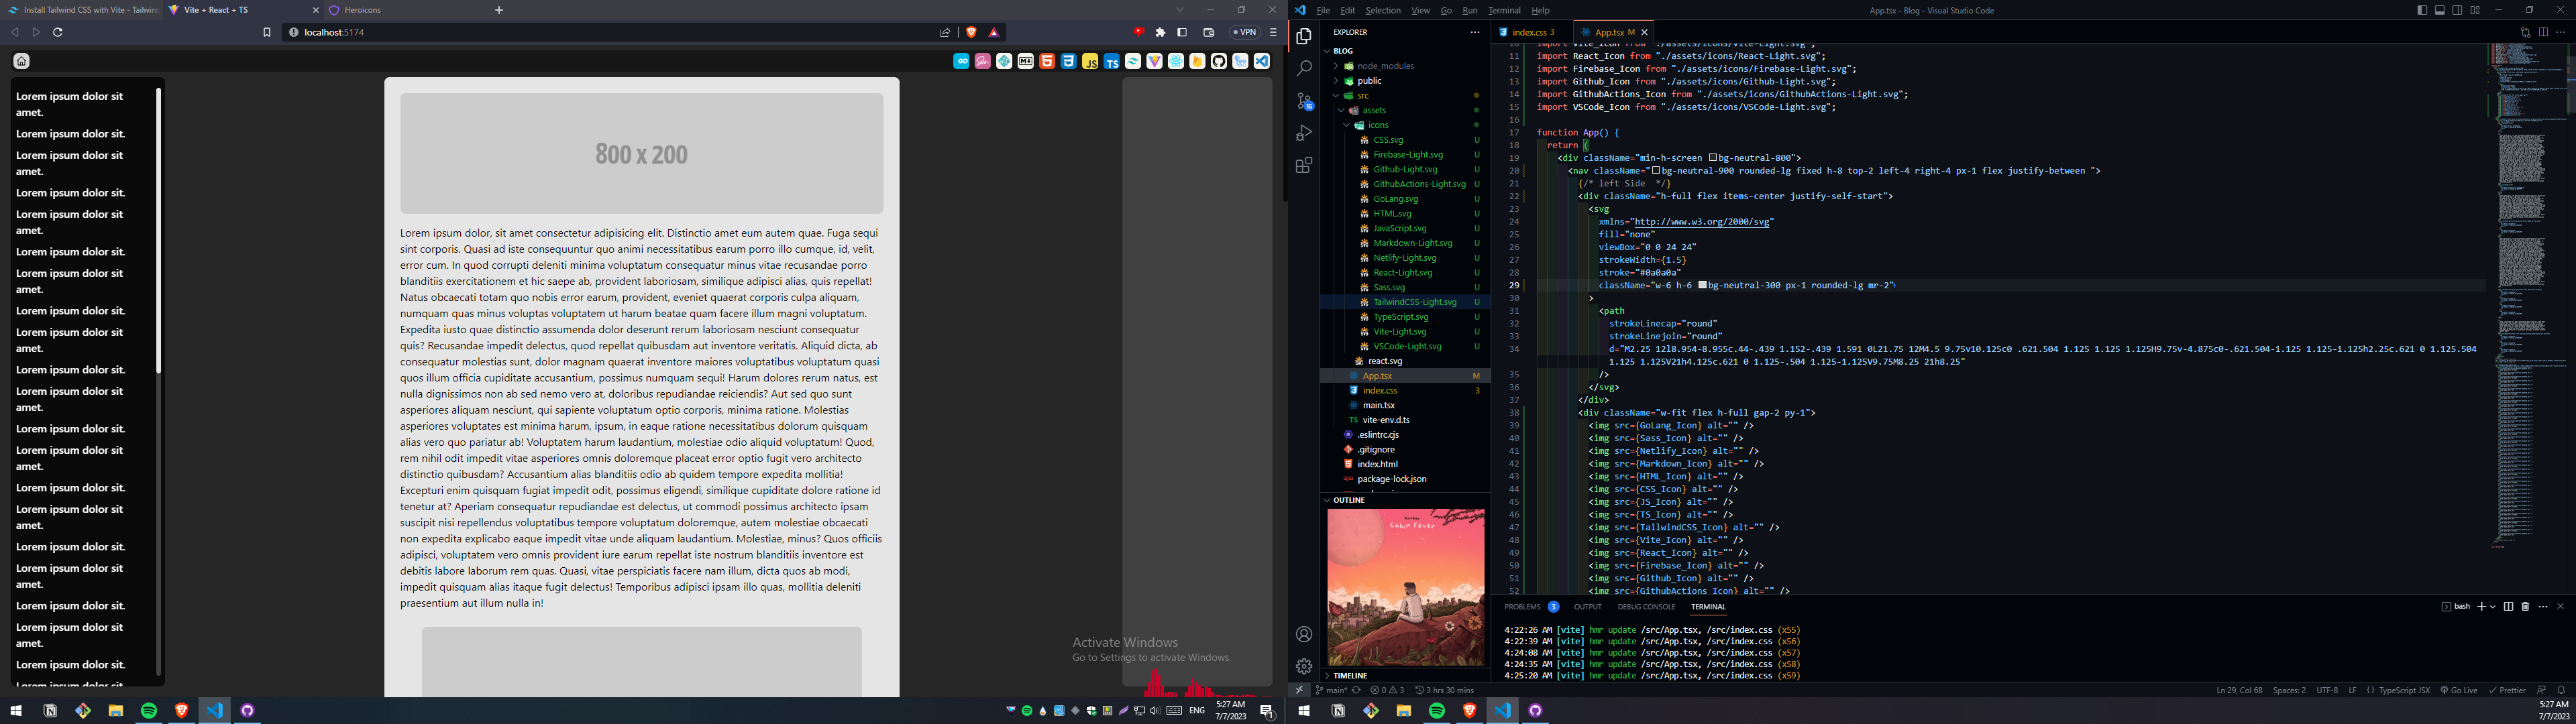 Install Tailwind CSS with Vite - Tailwin
Vite + React + TS
Heroicons
localhost:5174
VPN
Lorem ipsum dolor sit
amet.
Lorem ipsum dolor sit.
Lorem ipsum dolor sit
amet.
Lorem ipsum dolor sit.
Lorem ipsum dolor sit
amet.
Lorem ipsum dolor sit.
Lorem ipsum dolor sit
amet.
Lorem ipsum dolor sit.
Lorem ipsum dolor sit
amet.
Lorem ipsum dolor sit.
Lorem ipsum dolor sit
amet.
Lorem ipsum dolor sit.
Lorem ipsum dolor sit
amet.
Lorem ipsum dolor sit.
Lorem ipsum dolor sit
amet.
Lorem ipsum dolor sit.
Lorem ipsum dolor sit
amet.
Lorem ipsum dolor sit.
Lorem ipsum dolor sit
amet.
Lorem ipsum dolor sit.
Lorem ipsum dolor sit
800 x 200
Lorem ipsum dolor, sit amet consectetur adipisicing elit. Distinctio amet eum autem quae. Fuga sequi
sint corporis. Quasi ad iste consequuntur quo animi necessitatibus earum porro illo cumque, id, velit,
error cum. In quod corrupti deleniti minima voluptatum consequatur minus vitae recusandae porro
blanditiis exercitationem et hic saepe ab, provident laboriosam, similique adipisci alias, quis repellat!
Natus obcaecati totam quo nobis error earum, provident, eveniet quaerat corporis culpa aliquam,
numquam quas minus voluptas voluptatem ut harum beatae quam facere illum magni voluptatum.
Expedita iusto quae distinctio assumenda dolor deserunt rerum laboriosam nesciunt consequatur
quis? Recusandae impedit delectus, quod repellat quibusdam aut inventore veritatis. Aliquid dicta, ab
consequatur molestias sunt, dolor magnam quaerat inventore maiores voluptatibus voluptatum quasi
quos illum officia cupiditate accusantium, possimus numquam sequi! Harum dolores rerum natus, est
nulla dignissimos non ab sed nemo vero at, doloribus repudiandae reiciendis? Aut sed quo sunt
asperiores aliquam nesciunt, qui sapiente voluptatum optio corporis, minima ratione. Molestias
asperiores voluptates est minima harum, ipsum, in eaque ratione necessitatibus dolorum quisquam
alias vero quo pariatur ab! Voluptatem harum laudantium, molestiae odio aliquid voluptatum! Quod,
rem nihil odit impedit vitae asperiores omnis doloremque placeat error optio fugit vero architecto
distinctio quibusdam? Accusantium alias blanditiis odio ab quidem tempore expedita mollitia!
Excepturi enim quisquam fugiat impedit odit, possimus eligendi, similique cupiditate dolore ratione id
tenetur at? Aperiam consequatur repudiandae est delectus, ut commodi possimus architecto ipsam
suscipit nisi repellendus voluptatibus tempore voluptatum doloremque, autem molestiae obcaecati
non expedita explicabo eaque impedit vitae unde aliquam laudantium. Molestiae, minus? Quos officiis
adipisci, voluptatem vero omnis provident iure earum repellat iste nostrum blanditiis inventore est
debitis labore laborum rem quas. Quasi, vitae perspiciatis facere nam illum, dicta quos ab modi,
impedit quisquam alias itaque fugit delectus! Temporibus adipisci ipsam illo quas, mollitia deleniti
praesentium aut illum nulla in!
Activate Windows
Go to Settings to activate Windows.
ENG
5:27 AM
7/7/2023
File Edit Selection View Go Run Terminal Help
App.tsx - Blog - Visual Studio Code
EXPLORER
BLOG
node_modules
public
src
assets
icons
CSS.svg U
Firebase-Light.svg U
Github-Light.svg U
GithubActions-Light.svg U
GoLang.svg U
HTML.svg U
JavaScript.svg U
Markdown-Light.svg U
Netlify-Light.svg U
React-Light.svg U
Sass.svg U
TailwindCSS-Light.svg U
TypeScript.svg U
Vite-Light.svg U
VSCode-Light.svg U
react.svg
App.tsx M
index.css 3
main.tsx
vite-env.d.ts
.eslintrc.cjs
.gitignore
index.html
package-lock.json
OUTLINE
Cabin Fever
TIMELINE
index.css 3
App.tsx M
10 import Vite_Icon from "./assets/icons/Vite-Light.svg";
11 import React_Icon from "./assets/icons/React-Light.svg";
12 import Firebase_Icon from "./assets/icons/Firebase-Light.svg";
13 import Github_Icon from "./assets/icons/Github-Light.svg";
14 import GithubActions_Icon from "./assets/icons/GithubActions-Light.svg";
15 import VSCode_Icon from "./assets/icons/VSCode-Light.svg";
16
17 function App() {
18 return (
19 <div className="min-h-screen bg-neutral-800">
20 <nav className="bg-neutral-900 rounded-lg fixed h-8 top-2 left-4 right-4 px-1 flex justify-between ">
21 {/* left Side */}
22 <div className="h-full flex items-center justify-self-start">
23 <svg
24 xmlns="http://www.w3.org/2000/svg"
25 fill="none"
26 viewBox="0 0 24 24"
27 strokeWidth={1.5}
28 stroke="#0a0a0a"
29 className="w-6 h-6 bg-neutral-300 px-1 rounded-lg mr-2"
30 >
31 <path
32 strokeLinecap="round"
33 strokeLinejoin="round"
34 d="M2.25 12l8.954-8.955c.44-.439 1.152-.439 1.591 0L21.75 12M4.5 9.75v10.125c0 .621.504 1.125 1.125 1.125H9.75v-4.875c0-.621.504-1.125 1.125-1.125h2.25c.621 0 1.125.504
1.125 1.125V21h4.125c.621 0 1.125-.504 1.125-1.125V9.75M8.25 21h8.25"
35 />
36 </svg>
37 </div>
38 <div className="w-fit flex h-full gap-2 py-1">
39 <img src={GoLang_Icon} alt="" />
40 <img src={Sass_Icon} alt="" />
41 <img src={Netlify_Icon} alt="" />
42 <img src={Markdown_Icon} alt="" />
43 <img src={HTML_Icon} alt="" />
44 <img src={CSS_Icon} alt="" />
45 <img src={JS_Icon} alt="" />
46 <img src={TS_Icon} alt="" />
47 <img src={TailwindCSS_Icon} alt="" />
48 <img src={Vite_Icon} alt="" />
49 <img src={React_Icon} alt="" />
50 <img src={Firebase_Icon} alt="" />
51 <img src={Github_Icon} alt="" />
52 <img src={GithubActions_Icon} alt="" />
PROBLEMS 3 OUTPUT DEBUG CONSOLE TERMINAL
bash
4:22:26 AM [vite] hmr update /src/App.tsx, /src/index.css (x55)
4:22:39 AM [vite] hmr update /src/App.tsx, /src/index.css (x56)
4:24:08 AM [vite] hmr update /src/App.tsx, /src/index.css (x57)
4:24:35 AM [vite] hmr update /src/App.tsx, /src/index.css (x58)
4:25:20 AM [vite] hmr update /src/App.tsx, /src/index.css (x59)
main* 0 3 3 hrs 30 mins
Ln 29, Col 68 Spaces: 2 UTF-8 LF TypeScript JSX Go Live Prettier
5:27 AM
7/7/2023